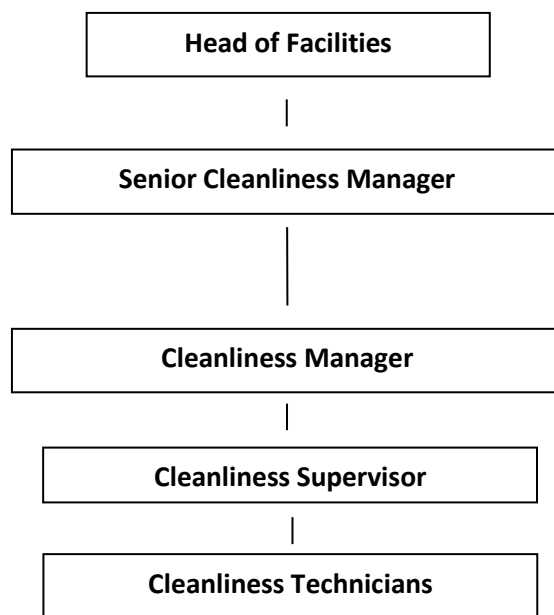 Head of Facilities
Senior Cleanliness Manager
Cleanliness Manager
Cleanliness Supervisor
Cleanliness Technicians